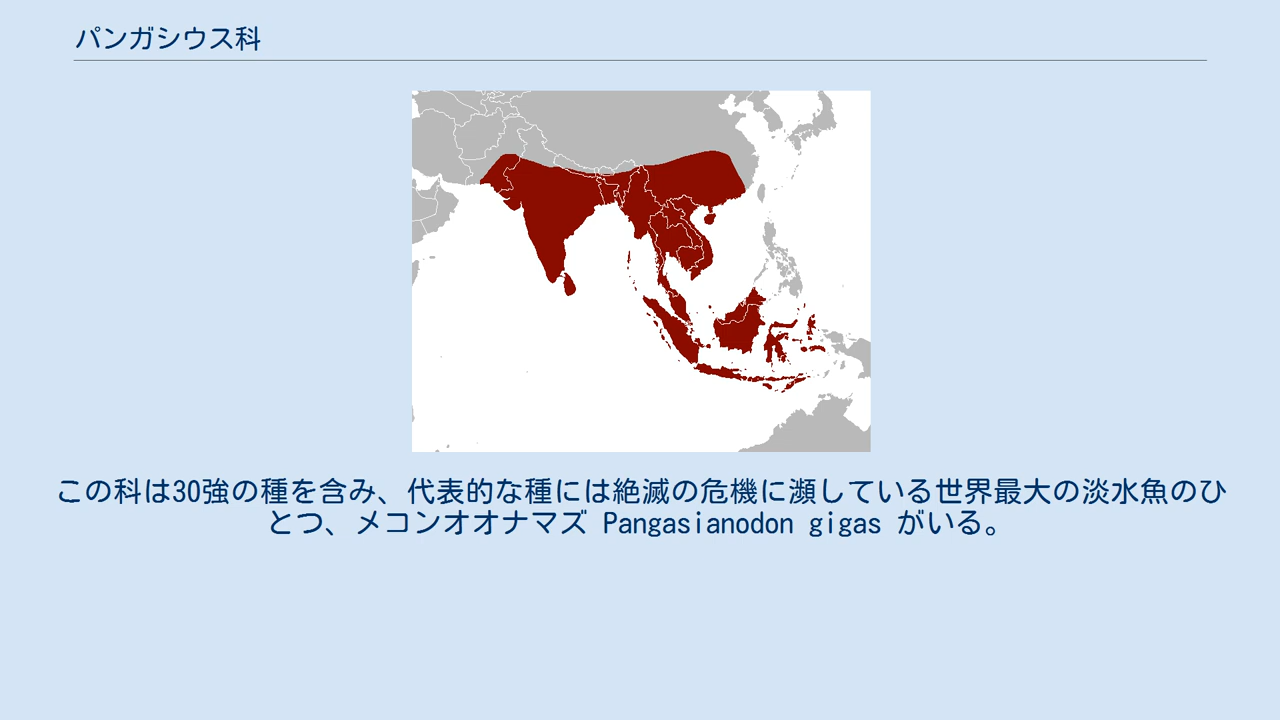 パンガシウス科
この科は30強の種を含み、代表的な種には絶滅の危機に瀕している世界最大の淡水魚のひ
とつ、メコンオオナマズ Pangasianodon gigas がいる。